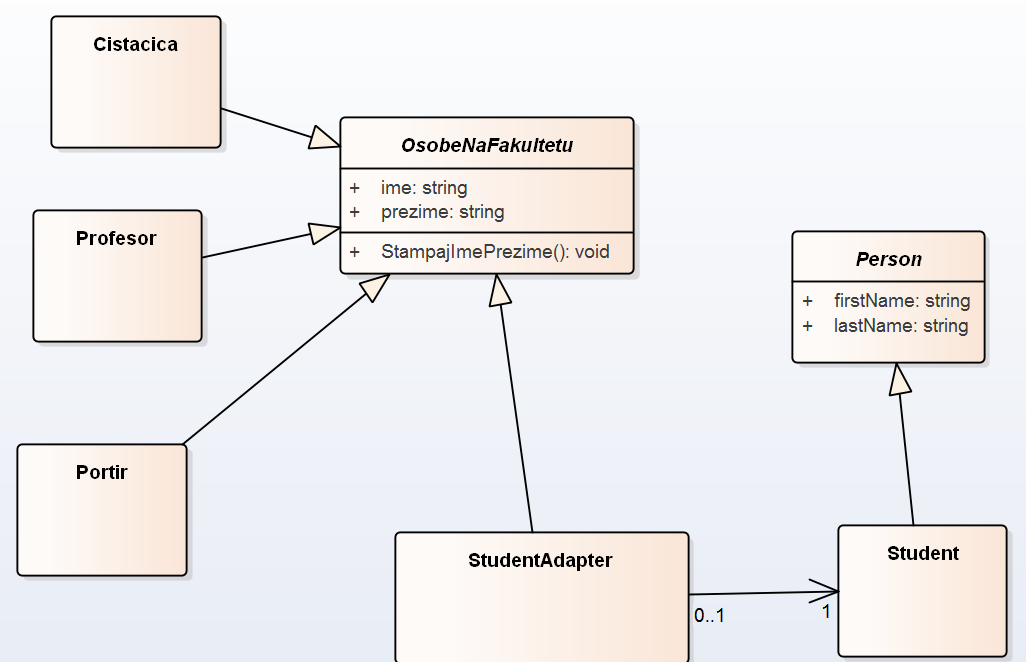 Cistacica
OsobeNaFakultetu
+ ime: string
+ prezime: string
+ StampajImePrezime(): void
Profesor
Person
+ firstName: string
+ lastName: string
Portir
StudentAdapter
Student
0..1
1